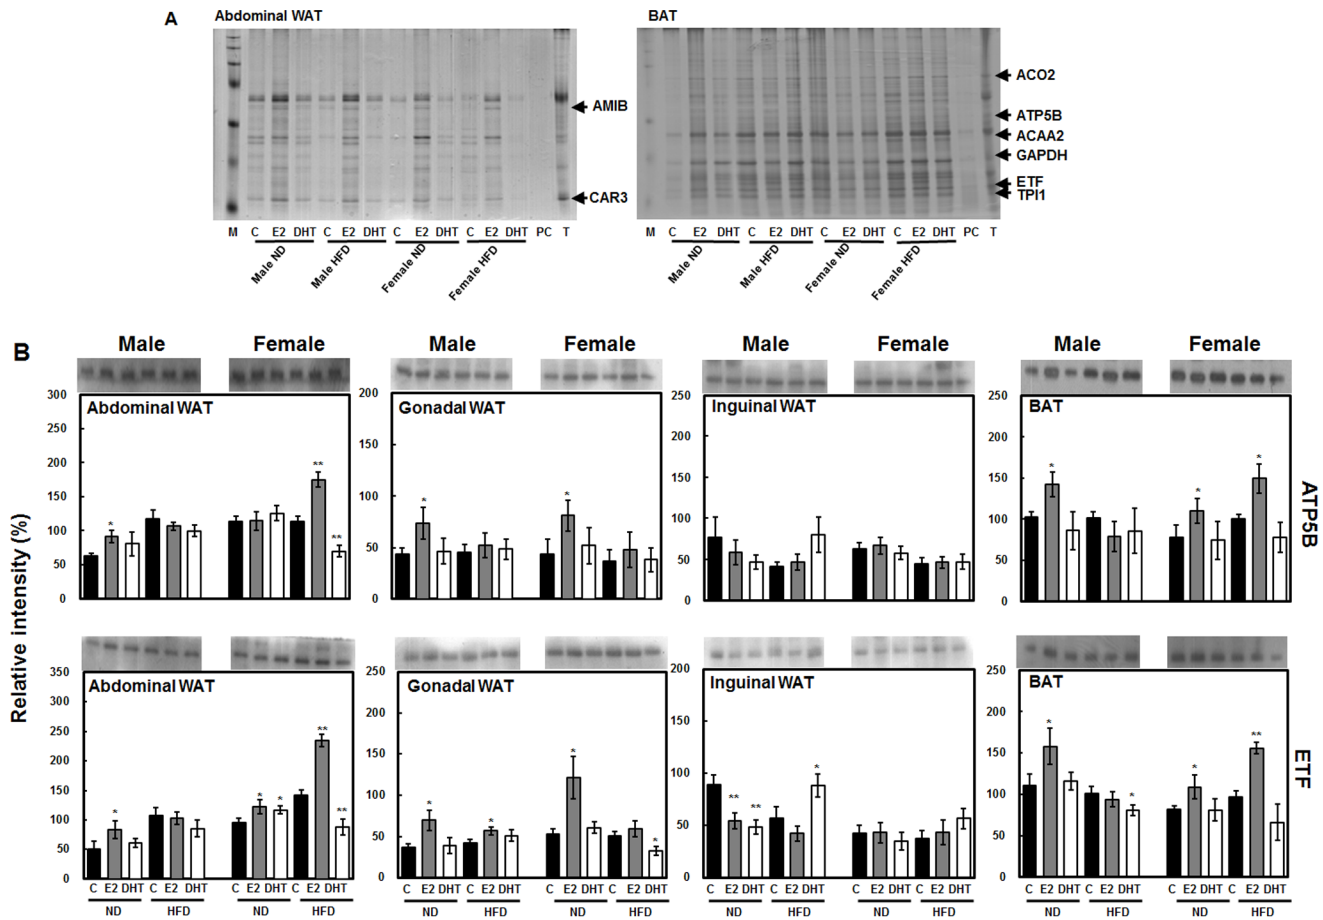 A
Abdominal WAT
BAT
AMIB
CAR3
ACO2
ATP5B
ACAA2
GAPDH
ETF
TPI1
M C E2 DHT C E2 DHT C E2 DHT C E2 DHT PC T
Male ND Male HFD Female ND Female HFD
M C E2 DHT C E2 DHT C E2 DHT C E2 DHT PC T
Male ND Male HFD Female ND Female HFD
B
Male Female Male Female Male Female Male Female
Relative intensity (%)
Abdominal WAT
300
250
200
150
100
50
0
* ** **
Gonadal WAT
200
150
100
50
0
* *
Inguinal WAT
250
200
150
100
50
0
BAT
250
200
150
100
50
0
* * *
ATP5B
Abdominal WAT
350
300
250
200
150
100
50
0
* * * ** **
C E2 DHT C E2 DHT C E2 DHT C E2 DHT
ND HFD ND HFD
Gonadal WAT
250
200
150
100
50
0
* * * *
C E2 DHT C E2 DHT C E2 DHT C E2 DHT
ND HFD ND HFD
Inguinal WAT
200
150
100
50
0
** ** *
C E2 DHT C E2 DHT C E2 DHT C E2 DHT
ND HFD ND HFD
BAT
250
200
150
100
50
0
* * * **
C E2 DHT C E2 DHT C E2 DHT C E2 DHT
ND HFD ND HFD
ETF